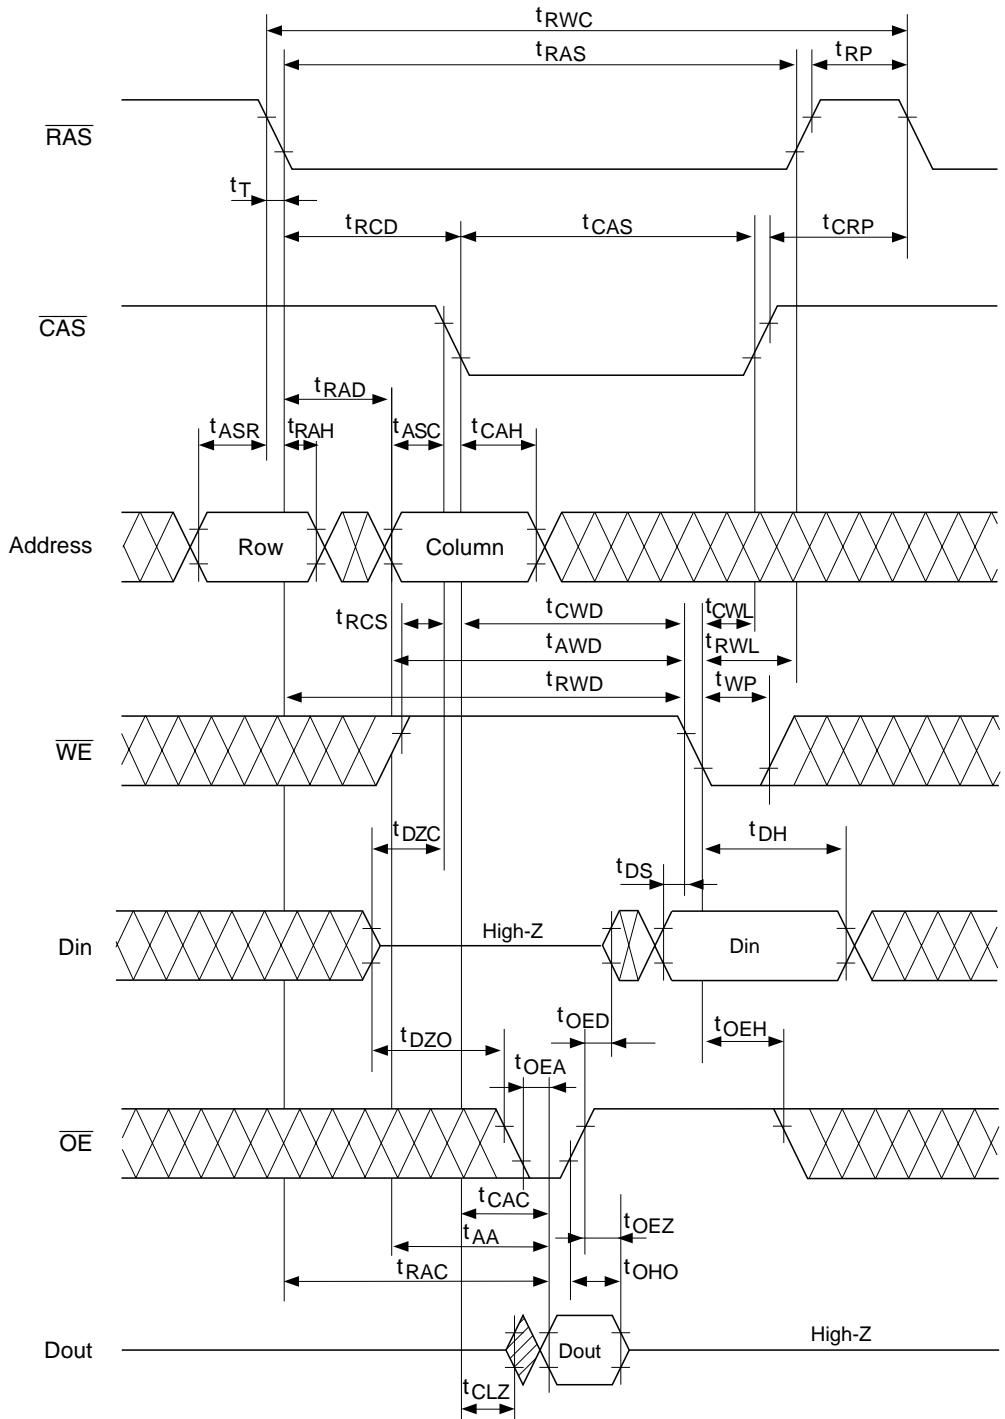 tRWC
tRAS
tRP
RAS
tT
tRCD
tCAS
tCRP
CAS
tRAD
tASR
tRAH
tASC
tCAH
Address
Row
Column
tRCS
tCWD
tCWL
tAWD
tRWL
tRWD
tWP
WE
tDZC
tDH
tDS
Din
High-Z
Din
tOED
tDZO
tOEH
tOEA
OE
tCAC
tOEZ
tAA
tRAC
tOHO
Dout
Dout
High-Z
tCLZ